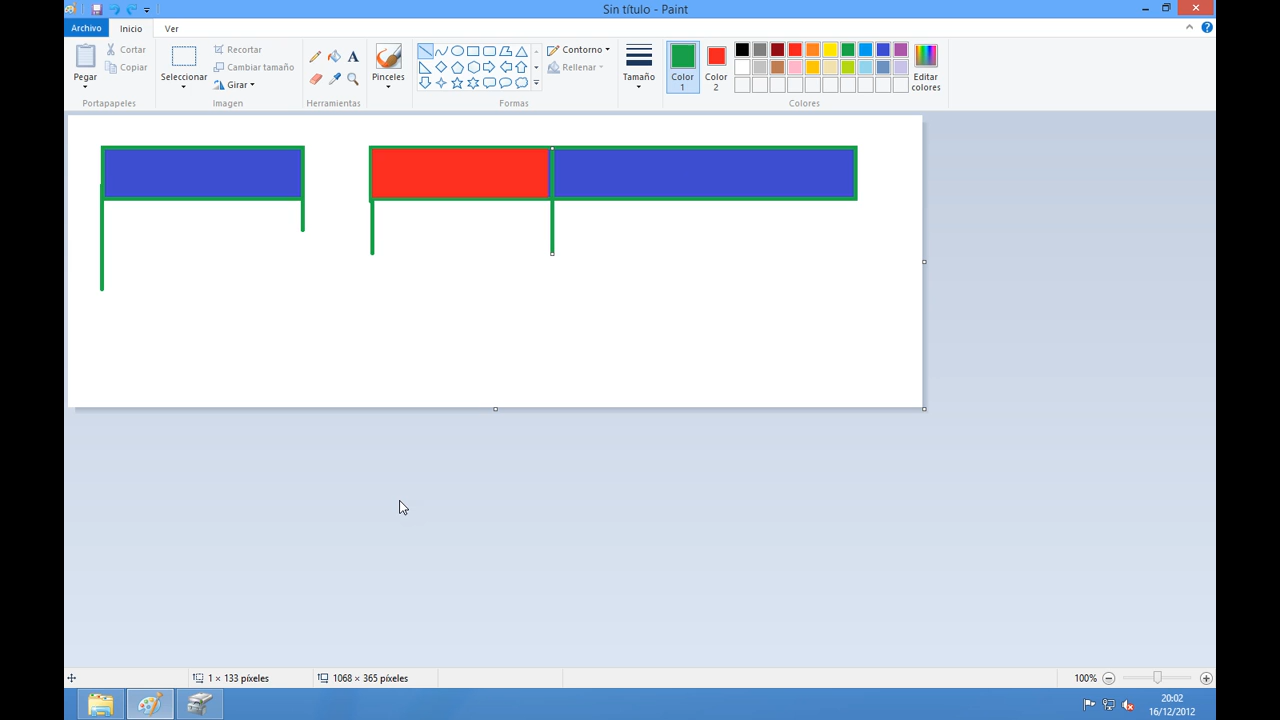 Sin título - Paint
Archivo Inicio Ver
Pegar
Cortar
Copiar
Portapapeles
Seleccionar
Recortar
Cambiar tamaño
Girar
Imagen
A
Herramientas
Pinceles
Contorno
Rellenar
Formas
Tamaño
Color 1
Color 2
Editar colores
Colores
1 × 133 píxeles
1068 × 365 píxeles
100%
20:02
16/12/2012